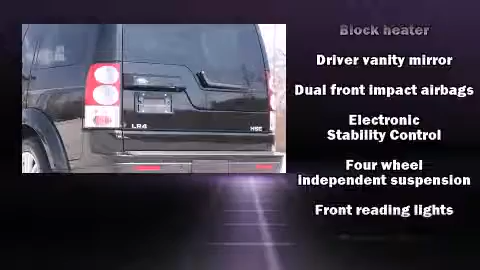 Block heater
Driver vanity mirror
Dual front impact airbags
Electronic
Stability Control
Four wheel
independent suspension
Front reading lights
LR4
HSE